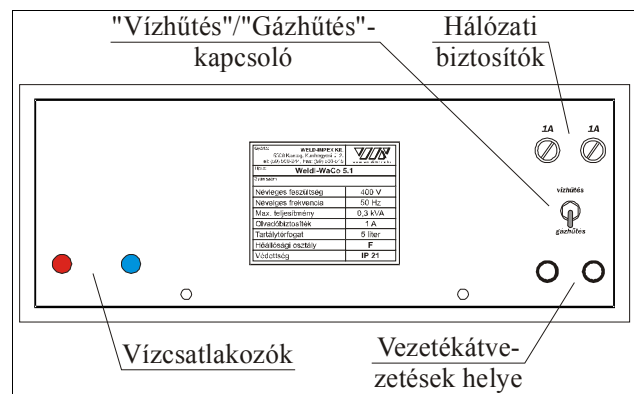 "Vízhűtés"/"Gázhűtés"-
kapcsoló
Hálózati
biztosítók
1A 1A
WELD-IMPEX Kft.
Weldi-WaCo 5.1
Névleges feszültség 400 V
Névelges frekvencia 50 Hz
Max. teljesítmény 0,3 kVA
Olvadóbiztosíték 1 A
Tartálytérfogat 5 liter
Hőállósági osztály F
Védettség IP 21
vízhűtés
gázhűtés
Vízcsatlakozók
Vezetékátve-
zetések helye